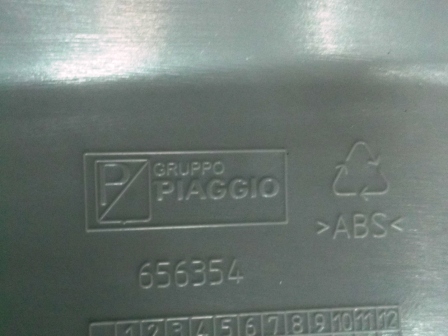 P
GRUPPO
PIAGGIO
>ABS<
656354
1 2 3 4 5 6 7 8 9 10 11 12